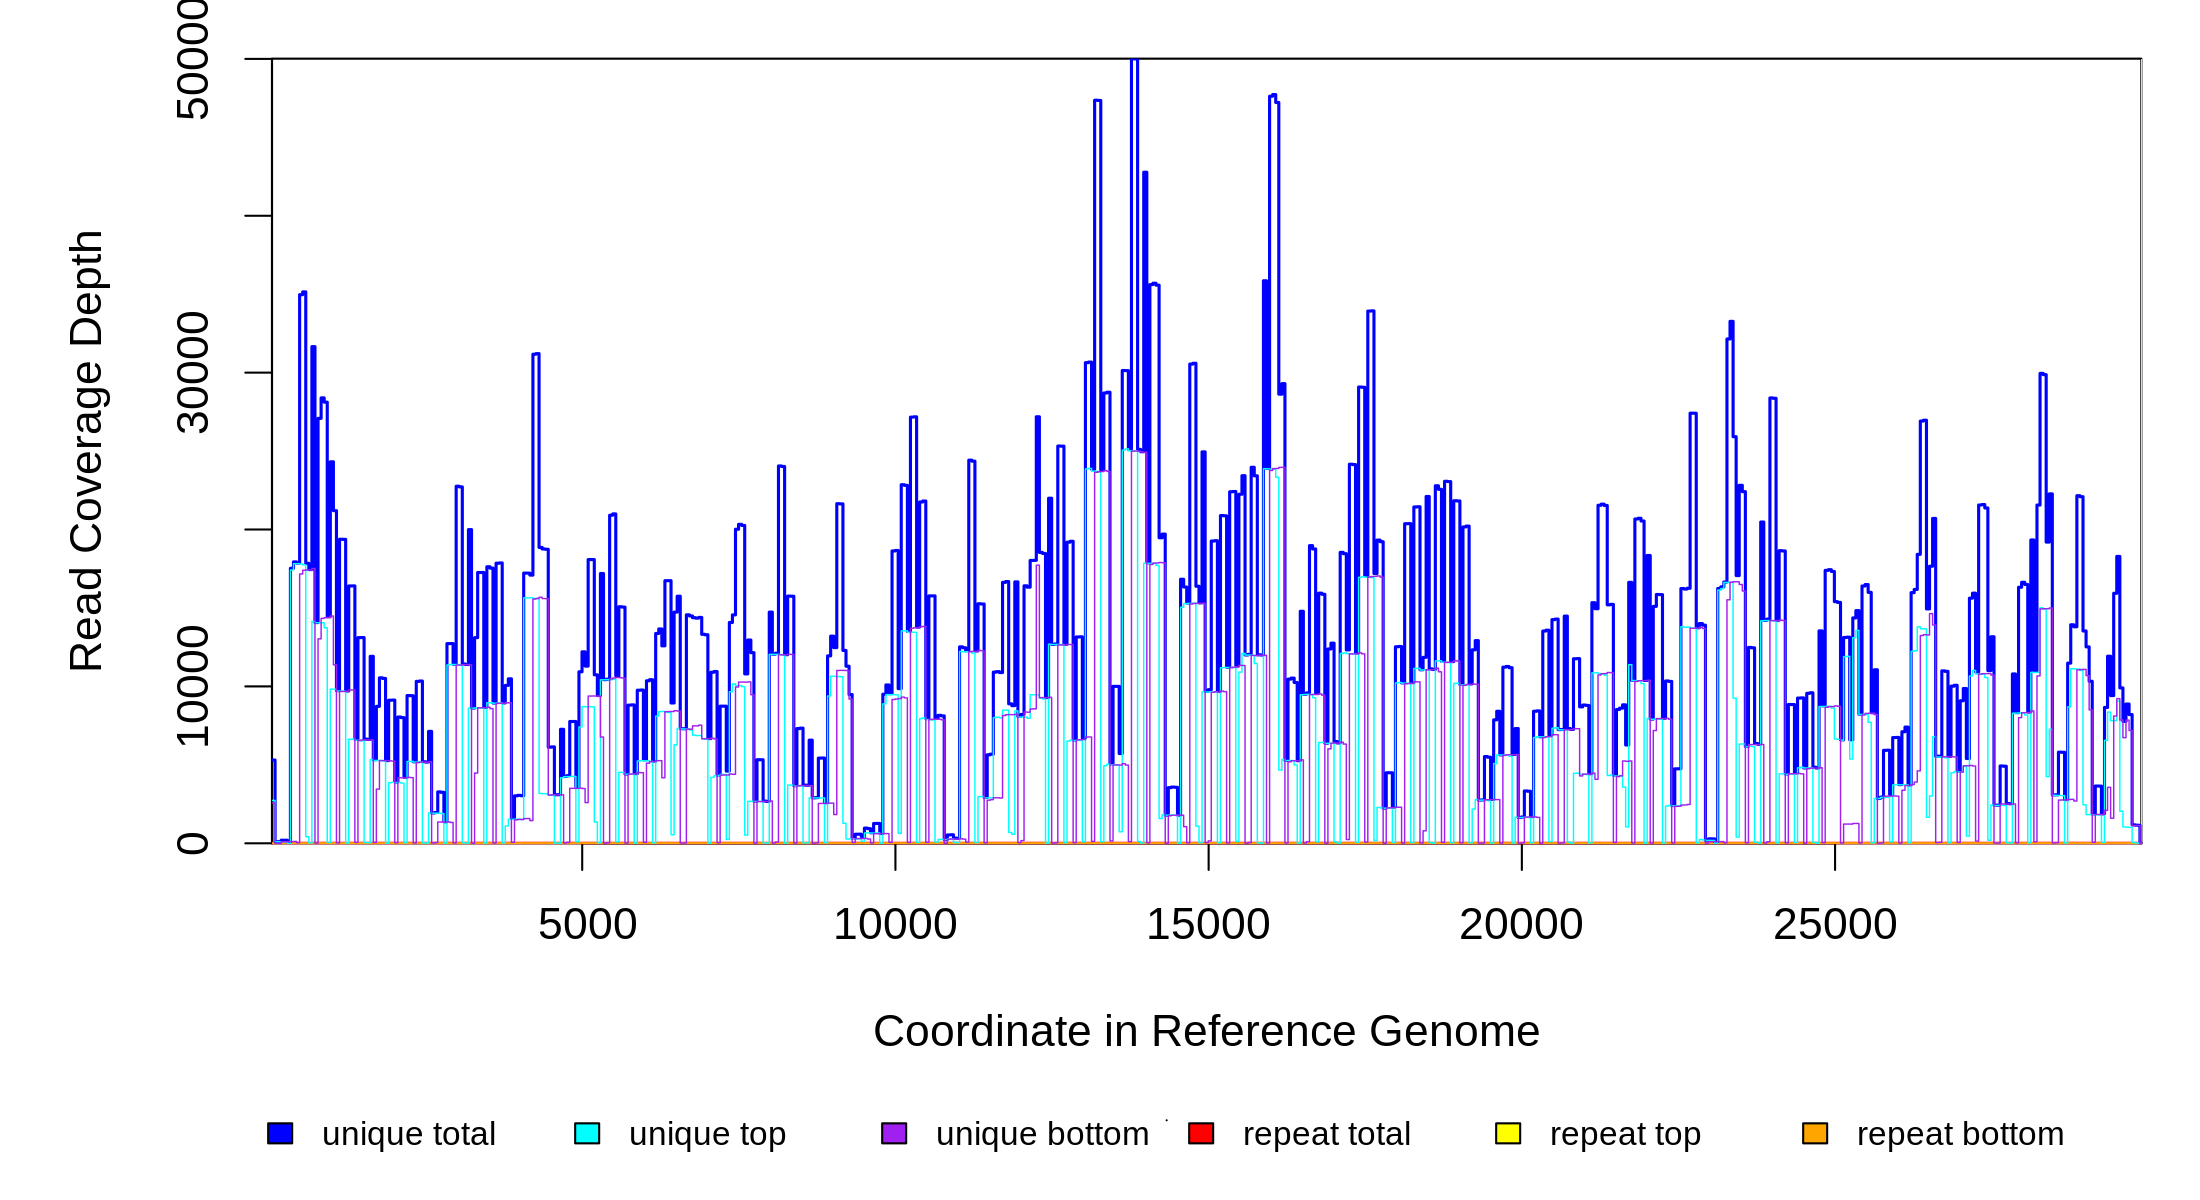 Read Coverage Depth
50000
30000
10000
0
5000 10000 15000 20000 25000
Coordinate in Reference Genome
unique total unique top unique bottom repeat total repeat top repeat bottom